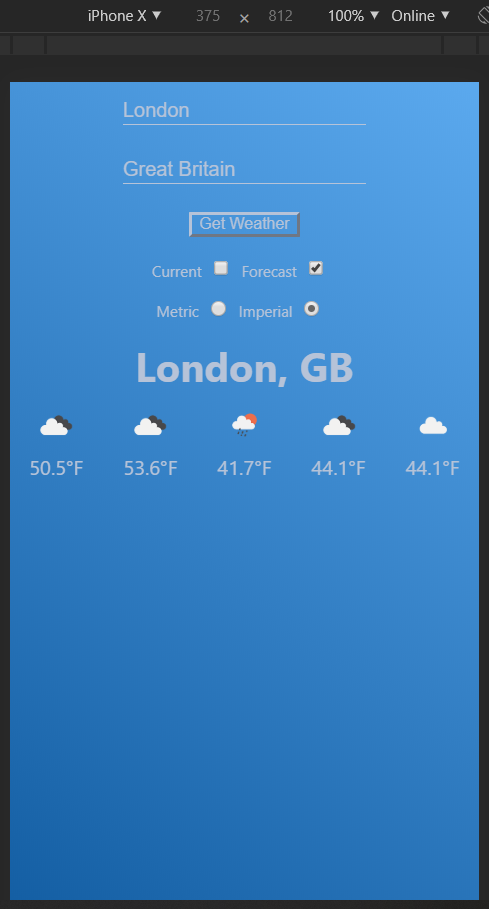 iPhone X ▼ 375 × 812 100% ▼ Online ▼
London
Great Britain
Get Weather
Current Forecast
Metric Imperial
London, GB
50.5°F 53.6°F 41.7°F 44.1°F 44.1°F